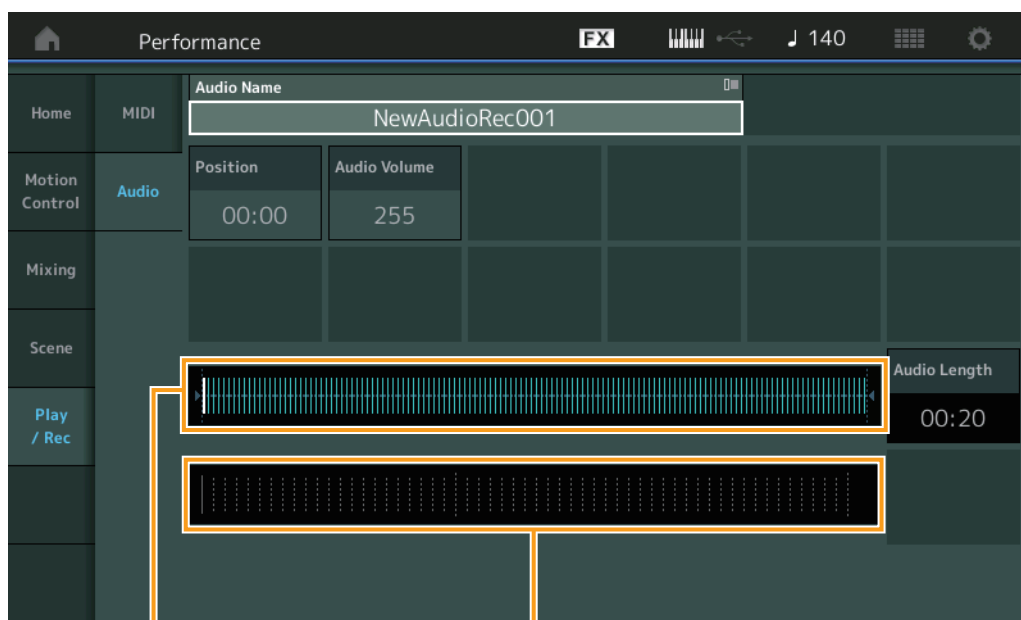 Performance
FX
♩ 140
Home
MIDI
Audio Name
NewAudioRec001
Motion
Control
Audio
Position
00:00
Audio Volume
255
Mixing
Scene
Play
/ Rec
Audio Length
00:20